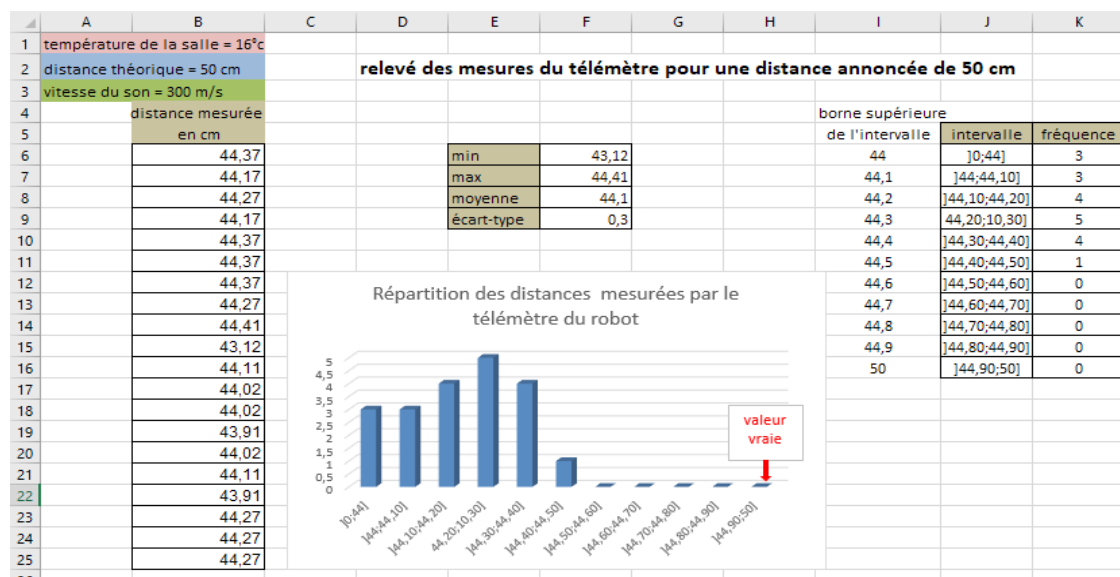 A B C D E F G H I J K
1 température de la salle = 16°c
2 distance théorique = 50 cm relevé des mesures du télémètre pour une distance annoncée de 50 cm
3 vitesse du son = 300 m/s
4 distance mesurée borne supérieure
5 en cm de l'intervalle intervalle fréquence
6 44,37 min 43,12 44 ]0;44] 3
7 44,17 max 44,41 44,1 ]44;44,10] 3
8 44,27 moyenne 44,1 44,2 ]44,10;44,20] 4
9 44,17 écart-type 0,3 44,3 44,20;10,30] 5
10 44,37 44,4 ]44,30;44,40] 4
11 44,37 44,5 ]44,40;44,50] 1
12 44,37 44,6 ]44,50;44,60] 0
13 44,27 44,7 ]44,60;44,70] 0
14 44,41 44,8 ]44,70;44,80] 0
15 43,12 44,9 ]44,80;44,90] 0
16 44,11 50 ]44,90;50] 0
17 44,02
18 44,02
19 43,91
20 44,02
21 44,11
22 43,91
23 44,27
24 44,27
25 44,27
Répartition des distances mesurées par le
télémètre du robot
5
4,5
4
3,5
3
2,5
2
1,5
1
0,5
0
valeur
vraie
]0;44] ]44;44,10] ]44,10;44,20] 44,20;10,30] ]44,30;44,40] ]44,40;44,50] ]44,50;44,60] ]44,60;44,70] ]44,70;44,80] ]44,80;44,90] ]44,90;50]